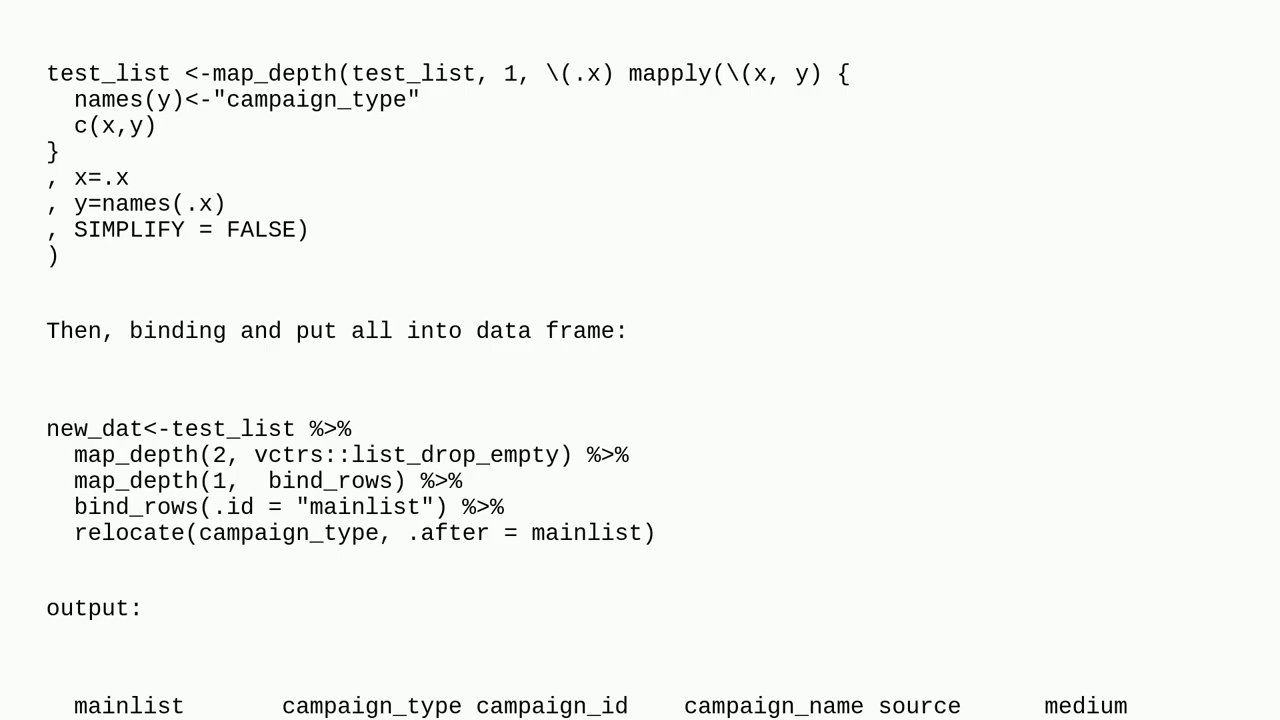 test_list <-map_depth(test_list, 1, \(.x) mapply(\(x, y) {
  names(y)<-"campaign_type"
  c(x,y)
}
, x=.x
, y=names(.x)
, SIMPLIFY = FALSE)
)
Then, binding and put all into data frame:
new_dat<-test_list %>%
  map_depth(2, vctrs::list_drop_empty) %>%
  map_depth(1,  bind_rows) %>%
  bind_rows(.id = "mainlist") %>%
  relocate(campaign_type, .after = mainlist)
output:
  mainlist       campaign_type campaign_id    campaign_name source      medium